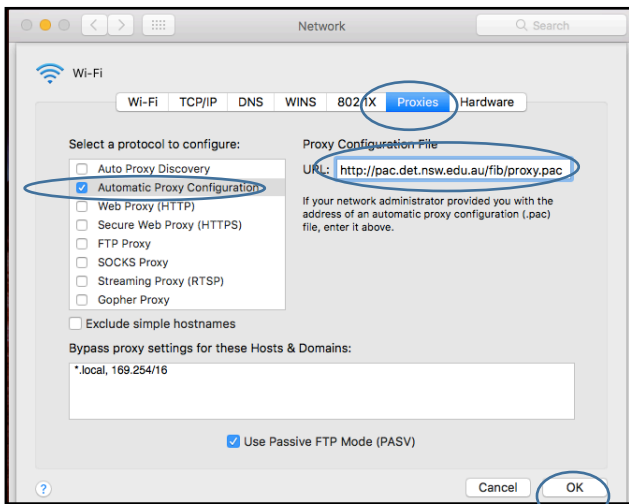 Network
Search
Wi-Fi
Wi-Fi TCP/IP DNS WINS 802.1X Proxies Hardware
Select a protocol to configure:
Auto Proxy Discovery
Automatic Proxy Configuration
Web Proxy (HTTP)
Secure Web Proxy (HTTPS)
FTP Proxy
SOCKS Proxy
Streaming Proxy (RTSP)
Gopher Proxy
Exclude simple hostnames
Proxy Configuration File
URL: http://pac.det.nsw.edu.au/fib/proxy.pac
If your network administrator provided you with the
address of an automatic proxy configuration (.pac)
file, enter it above.
Bypass proxy settings for these Hosts & Domains:
*.local, 169.254/16
Use Passive FTP Mode (PASV)
?
Cancel OK